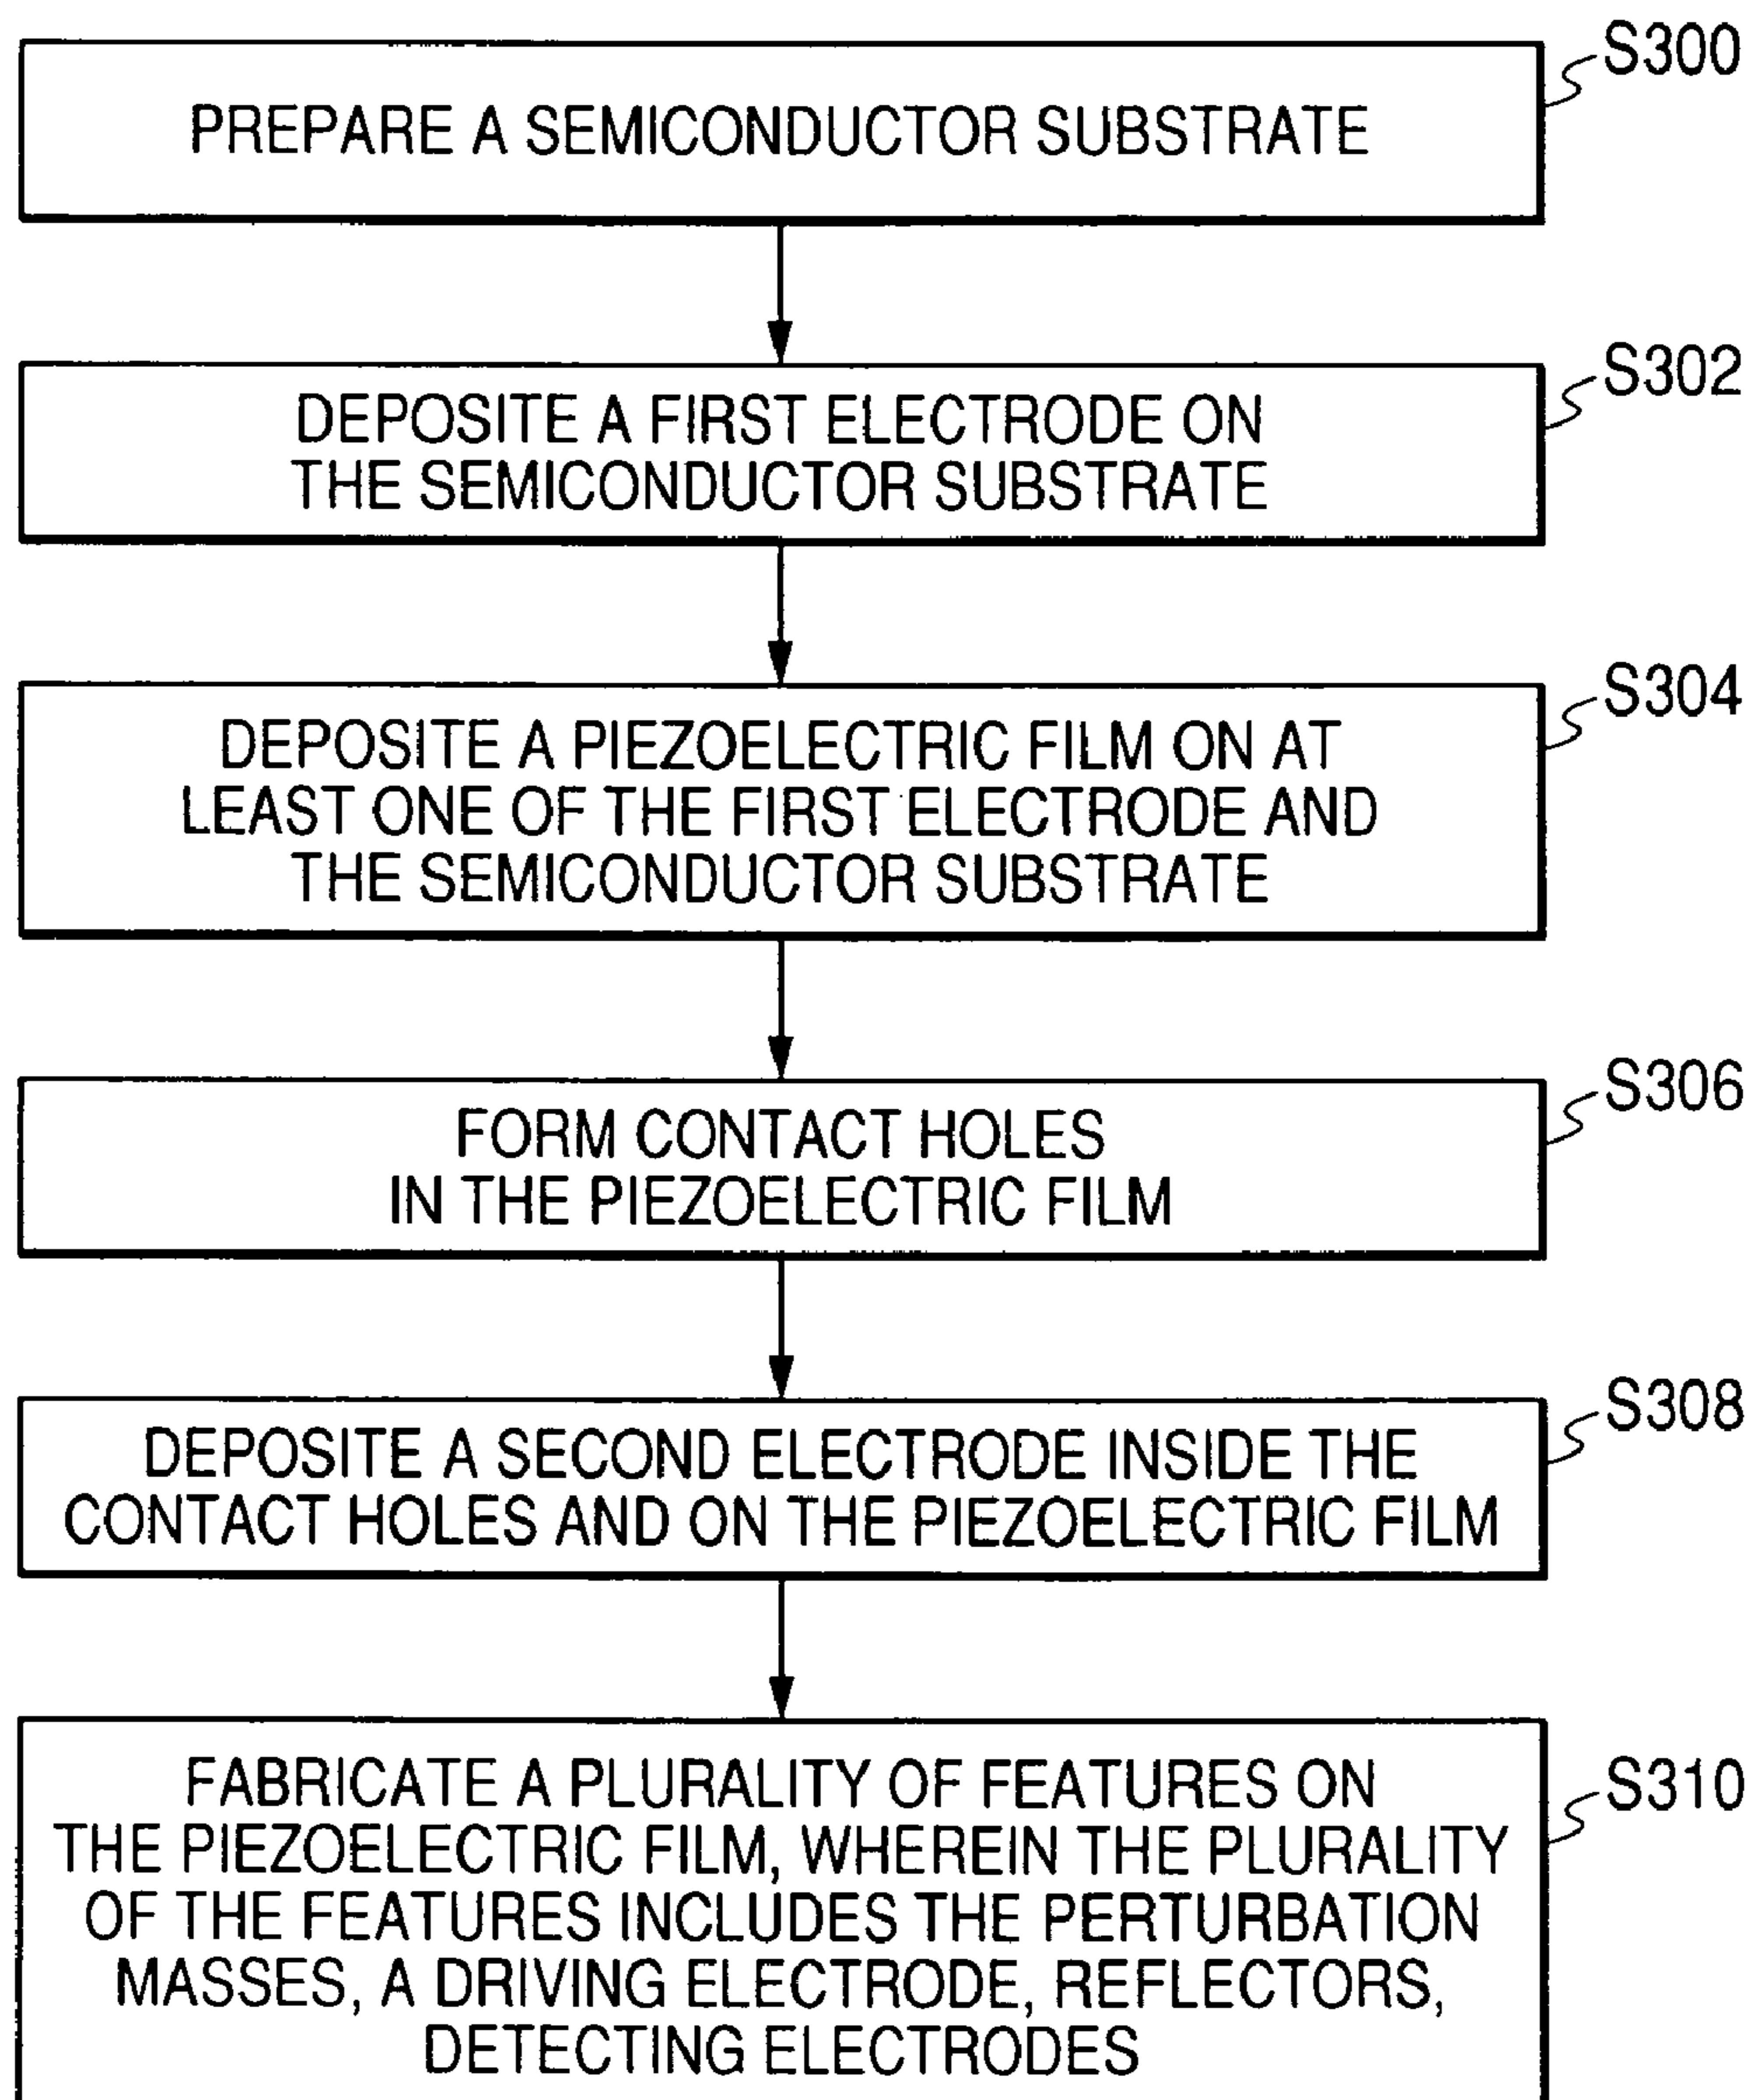 S300
PREPARE A SEMICONDUCTOR SUBSTRATE
S302
DEPOSITE A FIRST ELECTRODE ON
THE SEMICONDUCTOR SUBSTRATE
S304
DEPOSITE A PIEZOELECTRIC FILM ON AT
LEAST ONE OF THE FIRST ELECTRODE AND
THE SEMICONDUCTOR SUBSTRATE
S306
FORM CONTACT HOLES
IN THE PIEZOELECTRIC FILM
S308
DEPOSITE A SECOND ELECTRODE INSIDE THE
CONTACT HOLES AND ON THE PIEZOELECTRIC FILM
S310
FABRICATE A PLURALITY OF FEATURES ON
THE PIEZOELECTRIC FILM, WHEREIN THE PLURALITY
OF THE FEATURES INCLUDES THE PERTURBATION
MASSES, A DRIVING ELECTRODE, REFLECTORS,
DETECTING ELECTRODES